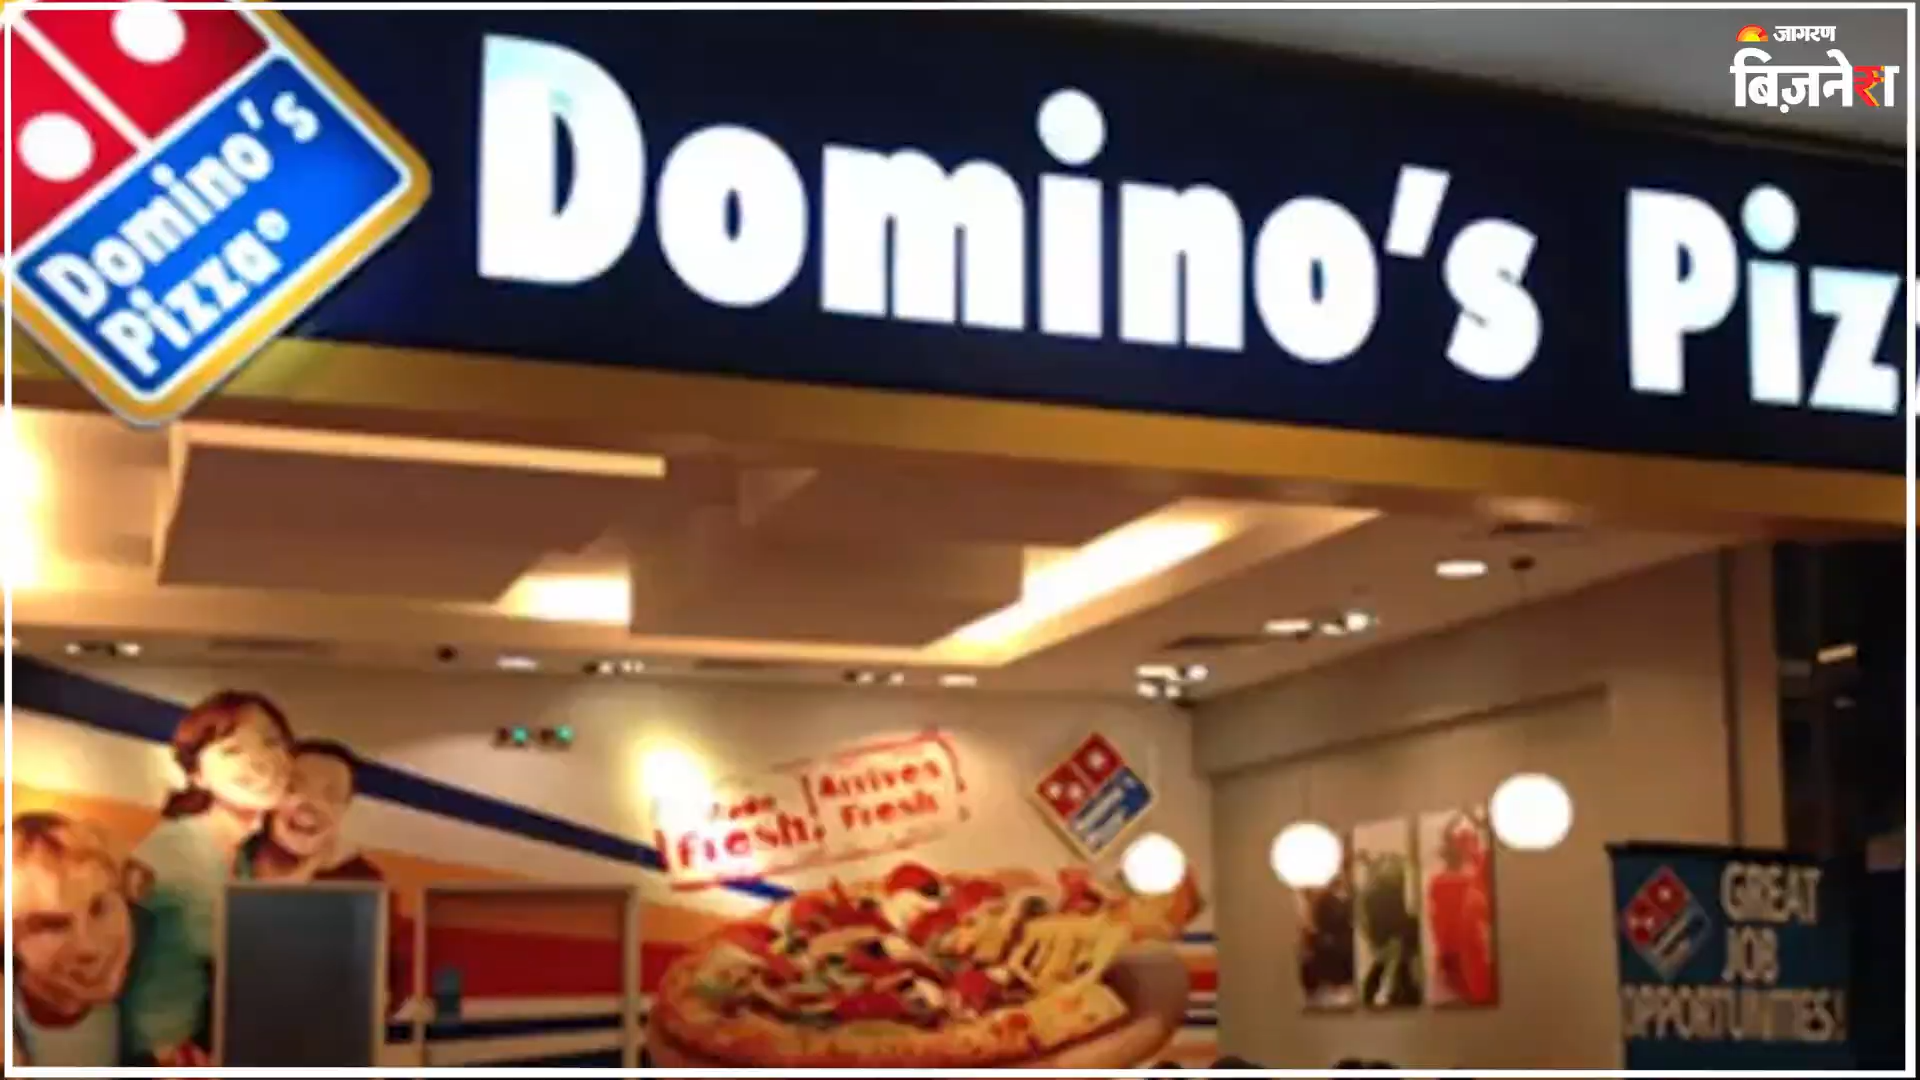 जागरण
बिज़नेस
Domino's Piz
Domino's
Pizza
Fresh. Arrives
Fresh
GREAT
JOB
OPPORTUNITIES!